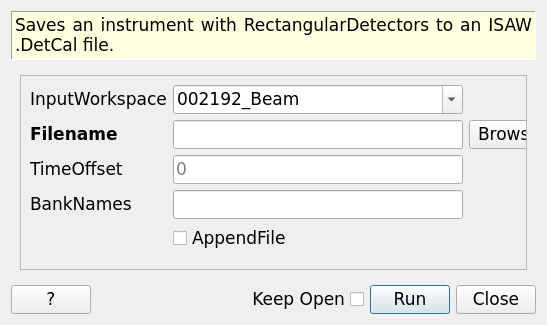 Saves an instrument with RectangularDetectors to an ISAW
.DetCal file.
InputWorkspace 002192_Beam
Filename Brows
TimeOffset 0
BankNames
AppendFile
? Keep Open Run Close